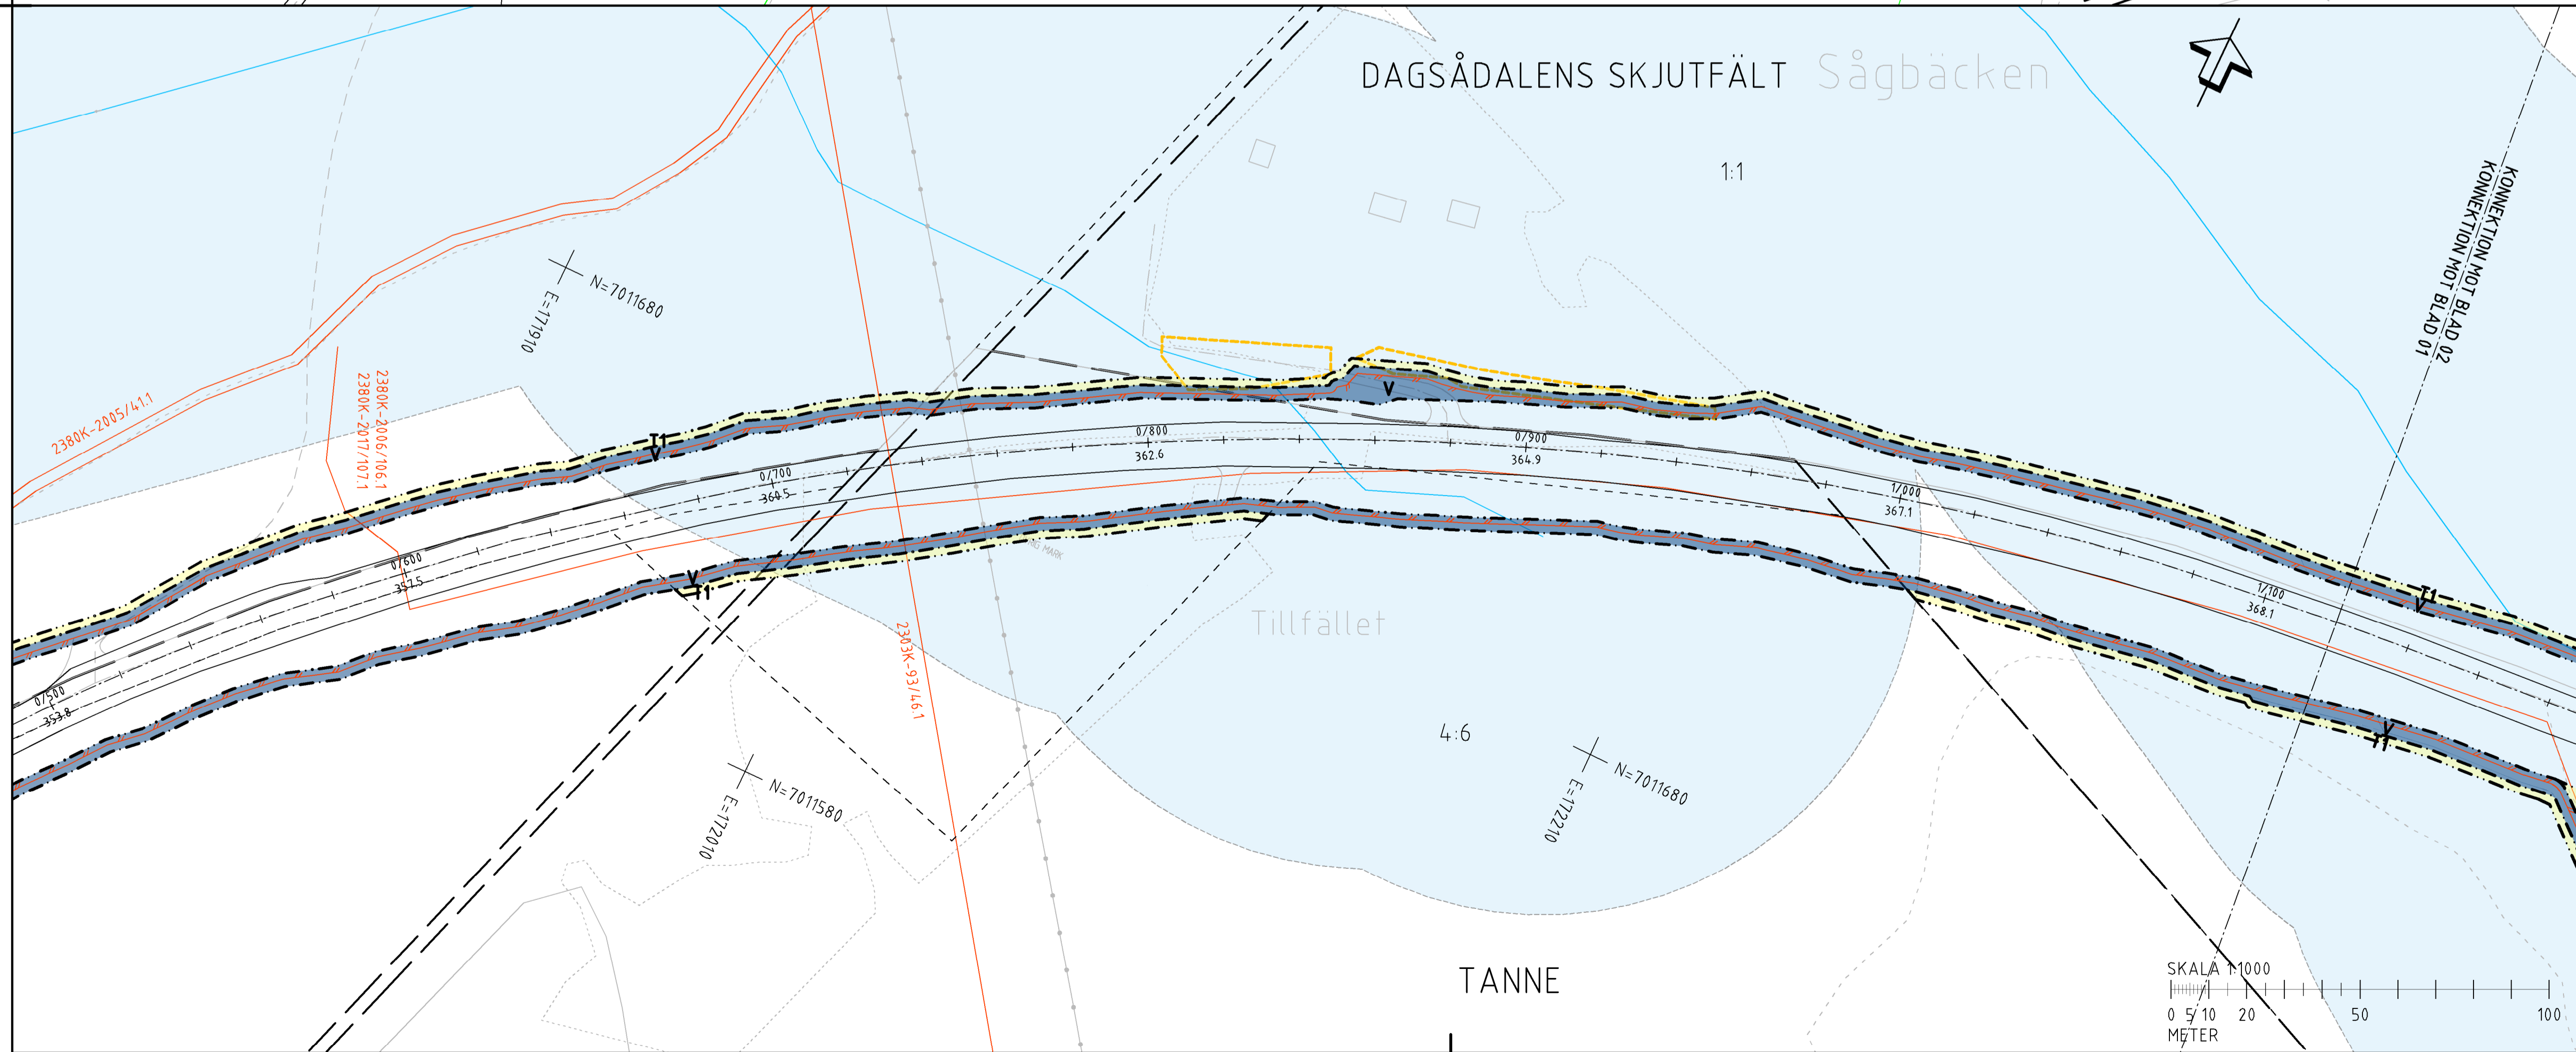 DAGSÅDALENS SKJUTFÄLT
Sågbäcken
1:1
KONNEKTION MOT BLAD 02
KONNEKTION MOT BLAD 01
N=7011680
E=171910
2380K-2005/41.1
2380K-2006/106.1
2380K-2017/107.1
T1
V
V
0/800
362.6
0/900
364.9
0/700
360.5
1/000
367.1
0/600
357.5
V
T1
1/100
368.1
T1
V
0/500
353.8
Tillfället
2303K-93/46.1
4:6
V
T1
N=7011680
E=172210
N=7011580
E=172010
TANNE
SKALA 1:1000
0 5 10 20 50 100
METER